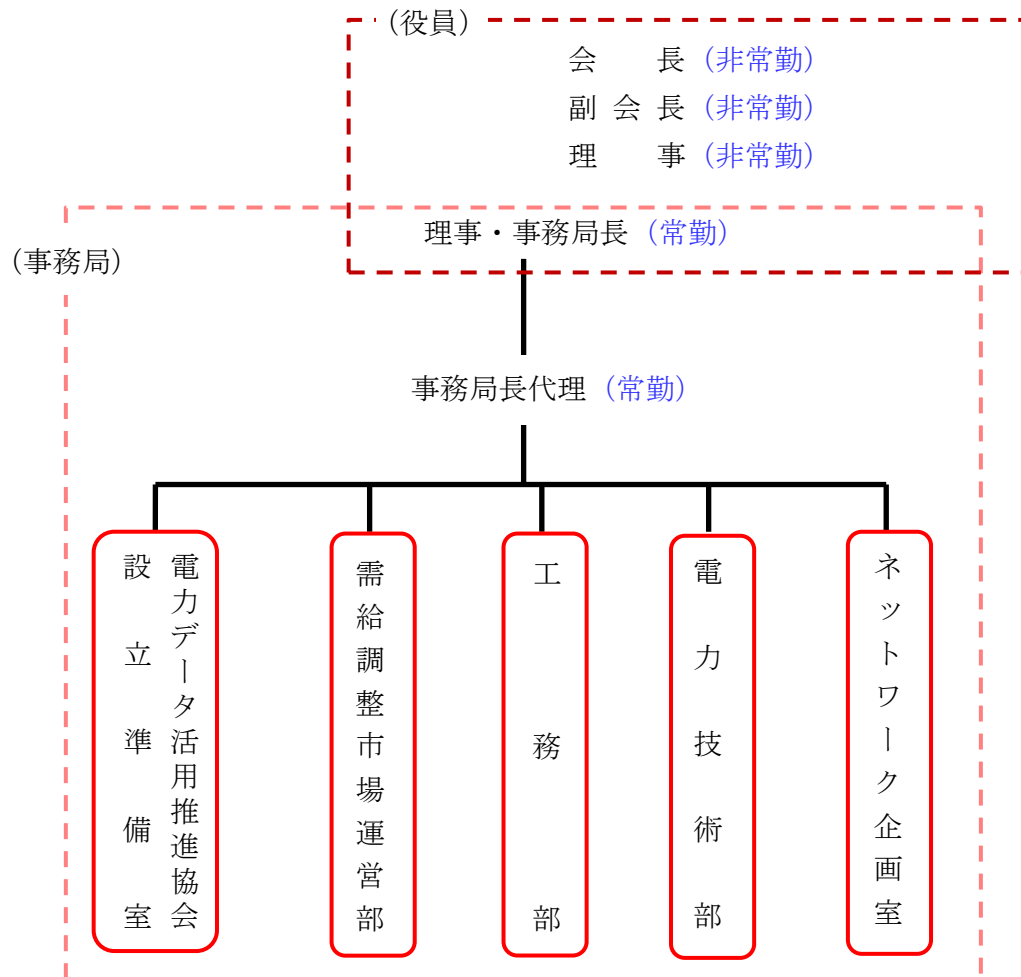 (役員)
会長 (非常勤)
副会長 (非常勤)
理事 (非常勤)
理事・事務局長 (常勤)
(事務局)
事務局長代理 (常勤)
電力データ活用推進協会
設立準備室
需給調整市場運営部
工務部
電力技術部
ネットワーク企画室